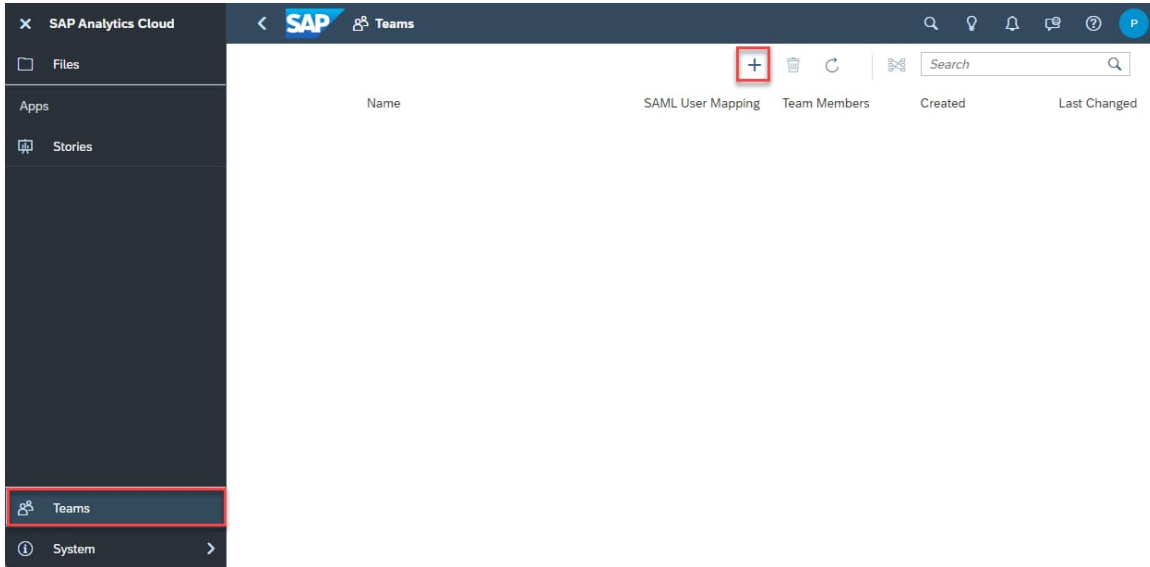 SAP Analytics Cloud
SAP
Teams
P
Files
Search
Apps
Name
SAML User Mapping
Team Members
Created
Last Changed
Stories
Teams
System